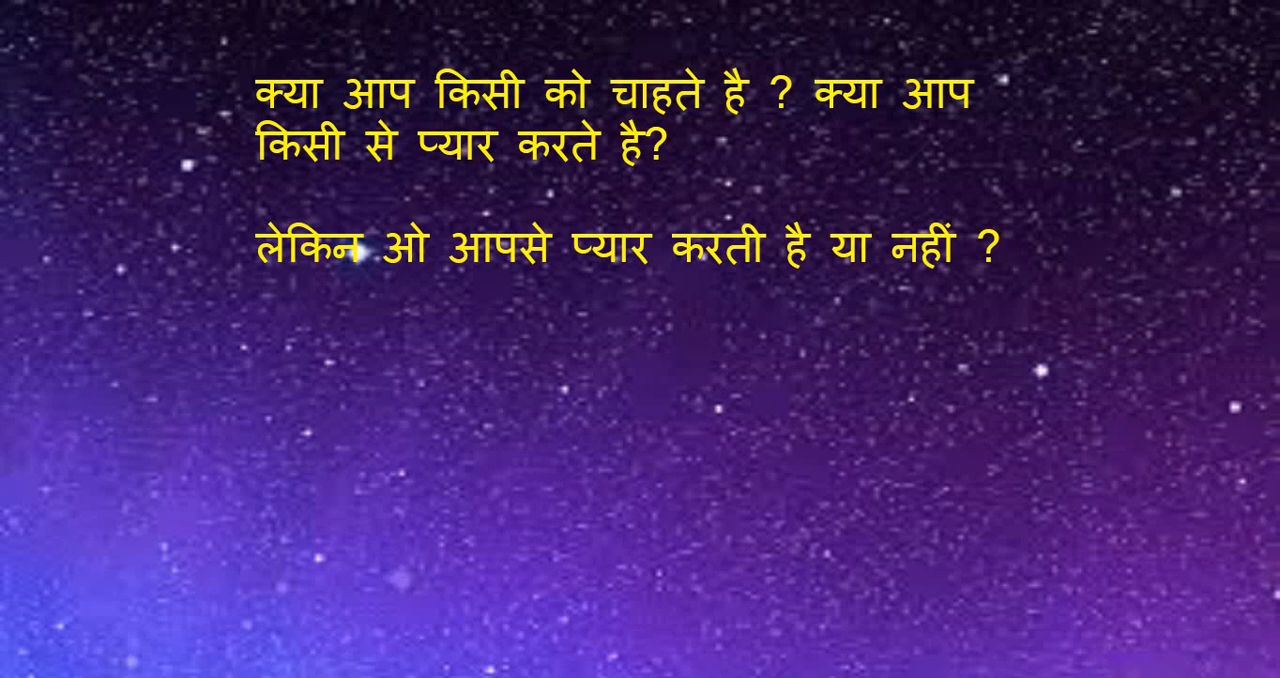 क्या आप किसी को चाहते है ? क्या आप
किसी से प्यार करते है?
लेकिन ओ आपसे प्यार करती है या नहीं ?